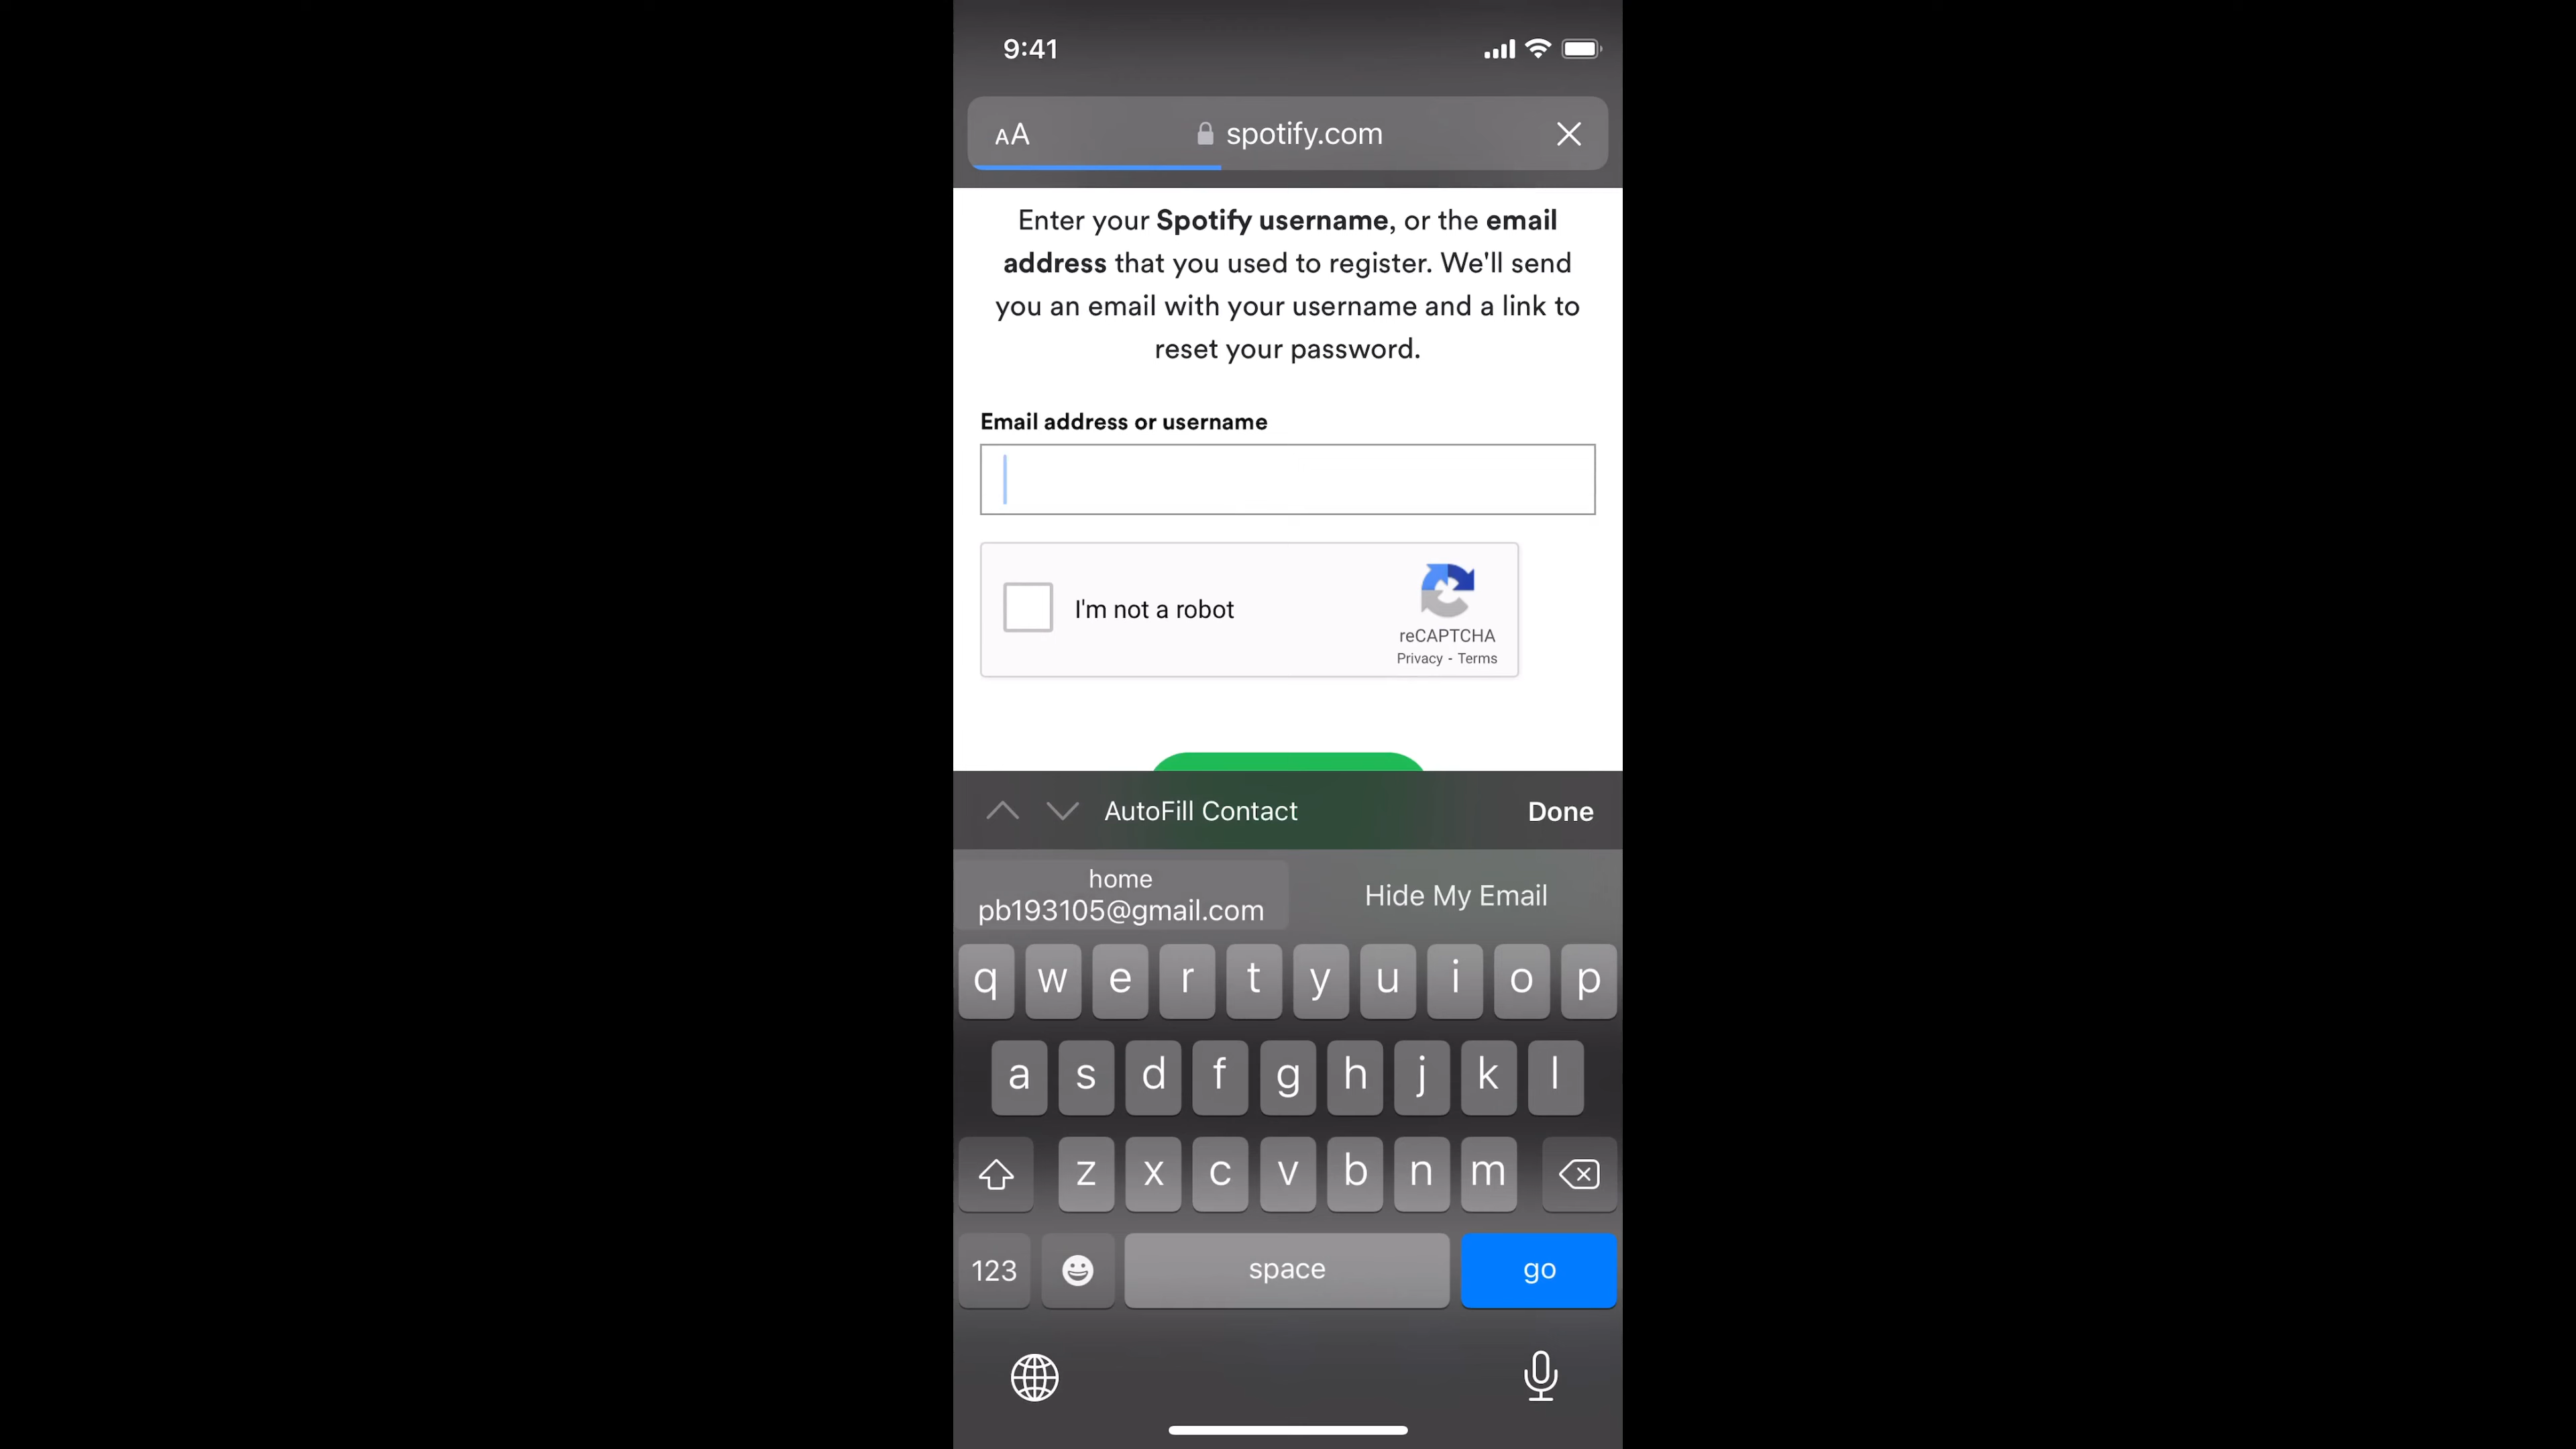 9:41
AA
spotify.com
Enter your Spotify username, or the email
address that you used to register. We'll send
you an email with your username and a link to
reset your password.
Email address or username
I'm not a robot
reCAPTCHA
Privacy - Terms
AutoFill Contact
Done
home
pb193105@gmail.com
Hide My Email
q w e r t y u i o p
a s d f g h j k l
z x c v b n m
123
space
go